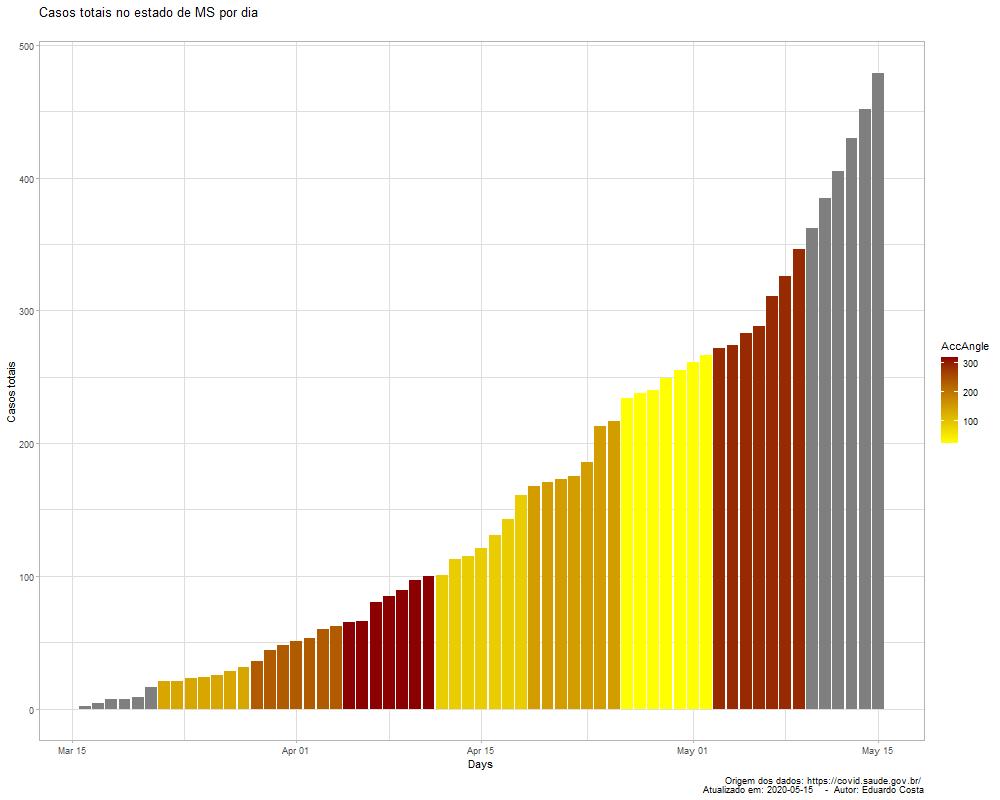 Casos totais no estado de MS por dia
500
400
300
200
100
0
Casos totais
Mar 15 Apr 01 Apr 15 May 01 May 15
Days
AccAngle
300
200
100
Origem dos dados: https://covid.saude.gov.br/
Atualizado em: 2020-05-15 - Autor: Eduardo Costa